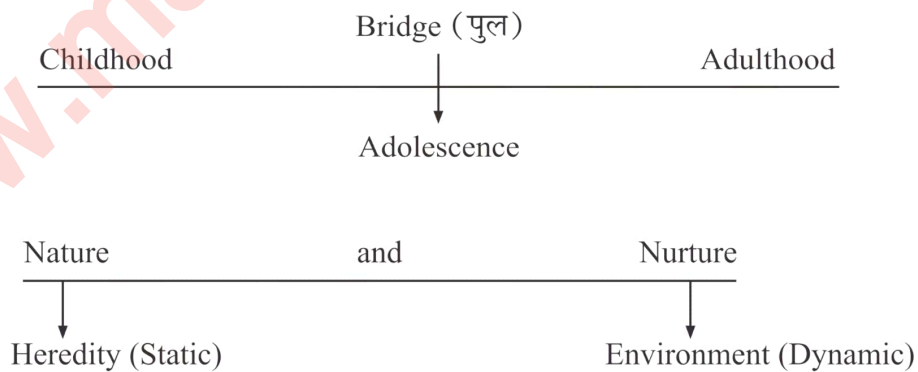 Bridge (पुल)
Childhood Adulthood
Adolescence
Nature and Nurture
Heredity (Static) Environment (Dynamic)